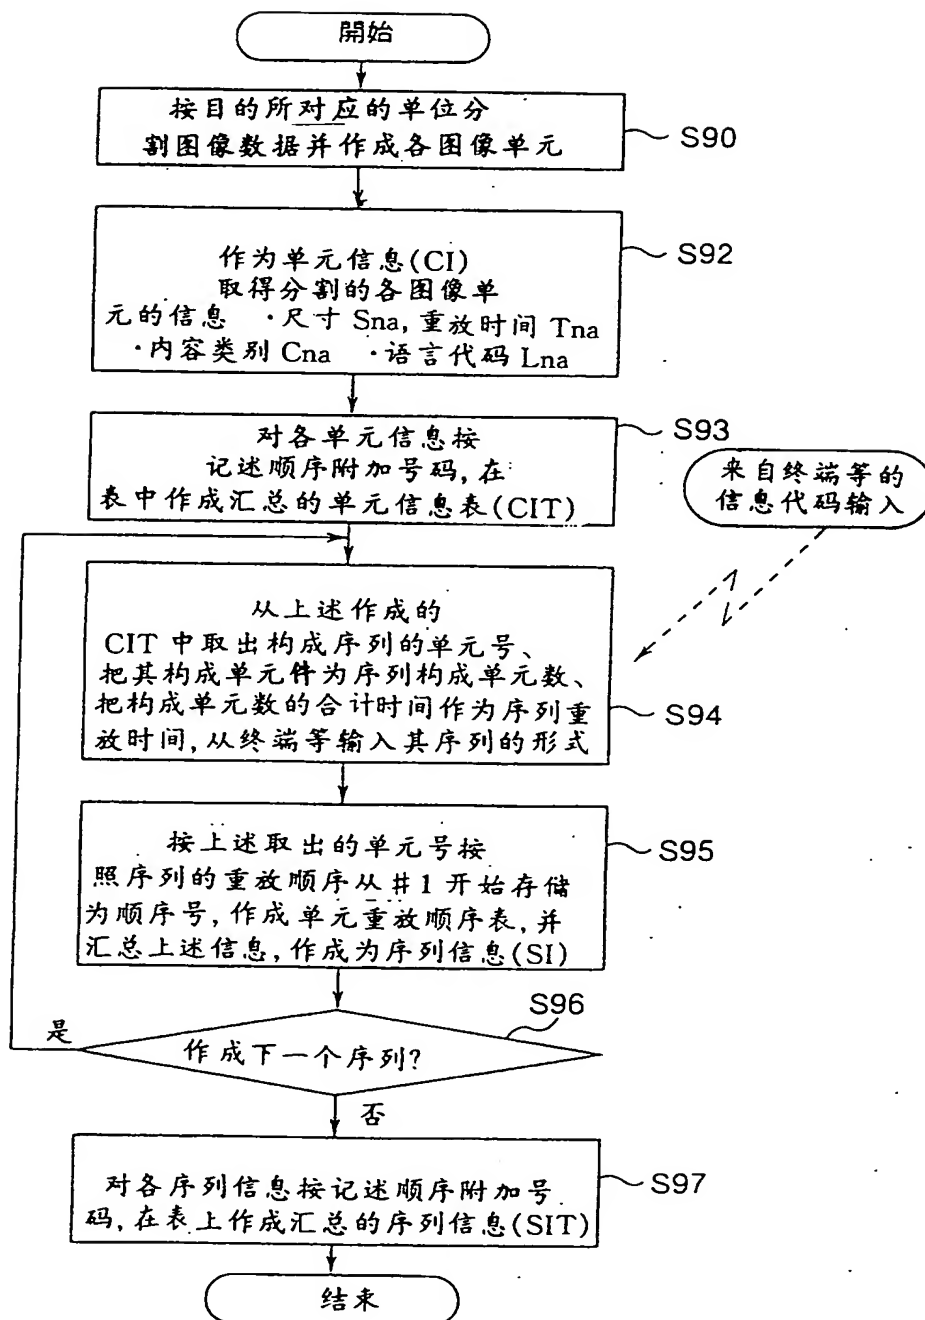 開始
按目的所对应的单位分
割图像数据并作成各图像单元
S90
作为单元信息(CI)
取得分割的各图像单
元的信息 ·尺寸 Sna,重放时间 Tna
·内容类别 Cna ·语言代码 Lna
S92
对各单元信息按
记述顺序附加号码,在
表中作成汇总的单元信息表(CIT)
S93
来自终端等的
信息代码输入
从上述作成的
CIT 中取出构成序列的单元号、
把其构成单元件为序列构成单元数、
把构成单元数的合计时间作为序列重
放时间,从终端等输入其序列的形式
S94
按上述取出的单元号按
照序列的重放顺序从 #1 开始存储
为顺序号,作成单元重放顺序表,并
汇总上述信息,作成为序列信息(SI)
S95
S96
是
作成下一个序列?
否
对各序列信息按记述顺序附加号
码,在表上作成汇总的序列信息(SIT)
S97
结束